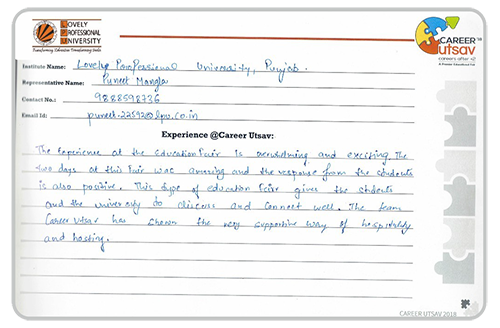 LOVELY
PROFESSIONAL
UNIVERSITY
Transforming Education Transforming India
CAREER
utsav
careers after +2
A Premier Educational Fair
Institute Name: Lovely Professional University, Punjab.
Representative Name: Puneet Mangla
Contact No.: 9888598736
Email Id: puneet.22592@lpu.co.in
Experience @Career Utsav:
The Experience at the Education Fair is overwhelming and exciting. The
two days at this Fair was amazing and the response from the students
is also positive. This type of education Fair gives the students
and the university to discuss and connect well. The team
Career Utsav has shown the very supportive way of hospitality
and hosting.
CAREER UTSAV 2018